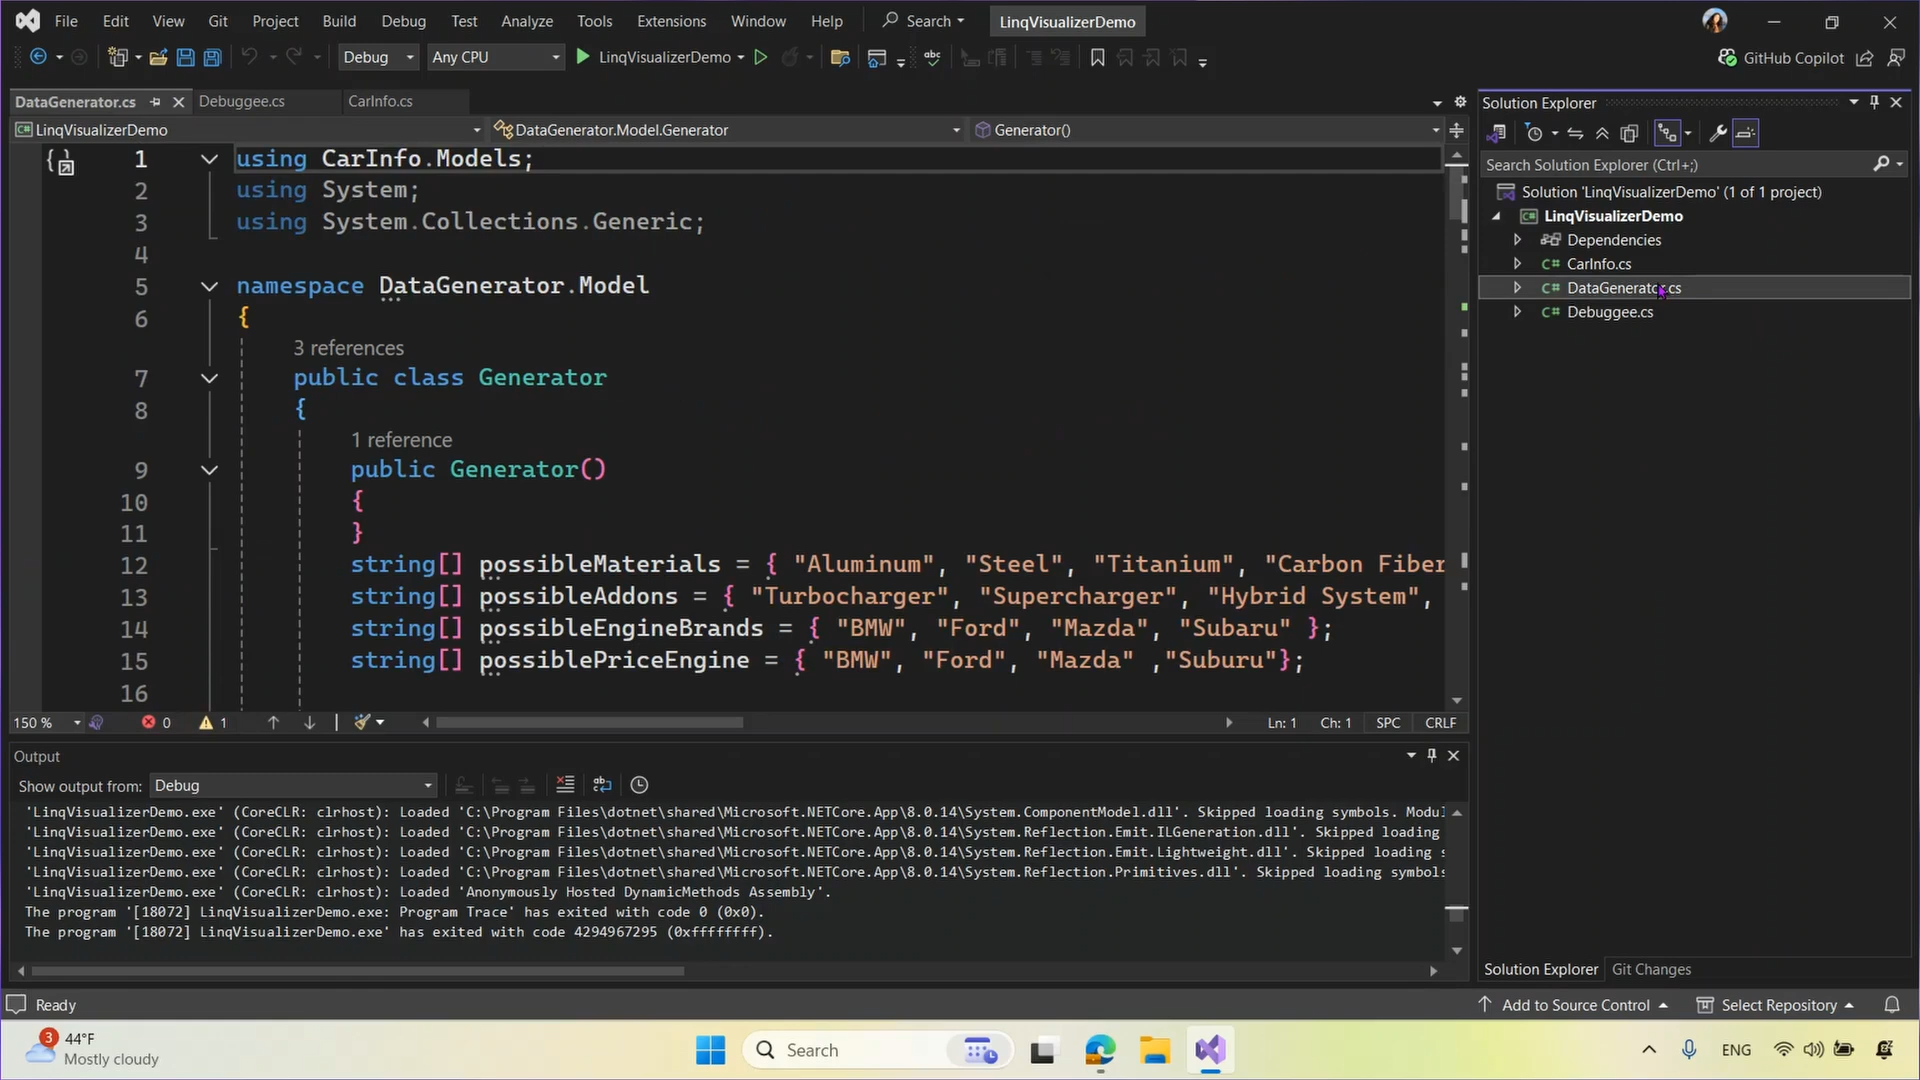 File Edit View Git Project Build Debug Test Analyze Tools Extensions Window Help Search LinqVisualizerDemo
Debug Any CPU LinqVisualizerDemo GitHub Copilot
DataGenerator.cs Debuggee.cs CarInfo.cs
LinqVisualizerDemo DataGenerator.Model.Generator Generator()
1 using CarInfo.Models;
2 using System;
3 using System.Collections.Generic;
4
5 namespace DataGenerator.Model
6 {
3 references
7 public class Generator
8 {
1 reference
9 public Generator()
10 {
11 }
12 string[] possibleMaterials = { "Aluminum", "Steel", "Titanium", "Carbon Fiber
13 string[] possibleAddons = { "Turbocharger", "Supercharger", "Hybrid System",
14 string[] possibleEngineBrands = { "BMW", "Ford", "Mazda", "Subaru" };
15 string[] possiblePriceEngine = { "BMW", "Ford", "Mazda" ,"Suburu"};
16
150 % 0 1 Ln: 1 Ch: 1 SPC CRLF
Output
Show output from: Debug
'LinqVisualizerDemo.exe' (CoreCLR: clrhost): Loaded 'C:\Program Files\dotnet\shared\Microsoft.NETCore.App\8.0.14\System.ComponentModel.dll'. Skipped loading symbols. Modul
'LinqVisualizerDemo.exe' (CoreCLR: clrhost): Loaded 'C:\Program Files\dotnet\shared\Microsoft.NETCore.App\8.0.14\System.Reflection.Emit.ILGeneration.dll'. Skipped loading
'LinqVisualizerDemo.exe' (CoreCLR: clrhost): Loaded 'C:\Program Files\dotnet\shared\Microsoft.NETCore.App\8.0.14\System.Reflection.Emit.Lightweight.dll'. Skipped loading s
'LinqVisualizerDemo.exe' (CoreCLR: clrhost): Loaded 'C:\Program Files\dotnet\shared\Microsoft.NETCore.App\8.0.14\System.Reflection.Primitives.dll'. Skipped loading symbols
'LinqVisualizerDemo.exe' (CoreCLR: clrhost): Loaded 'Anonymously Hosted DynamicMethods Assembly'.
The program '[18072] LinqVisualizerDemo.exe: Program Trace' has exited with code 0 (0x0).
The program '[18072] LinqVisualizerDemo.exe' has exited with code 4294967295 (0xffffffff).
Solution Explorer
Search Solution Explorer (Ctrl+;)
Solution 'LinqVisualizerDemo' (1 of 1 project)
LinqVisualizerDemo
Dependencies
C# CarInfo.cs
C# DataGenerator.cs
C# Debuggee.cs
Solution Explorer Git Changes
Ready Add to Source Control Select Repository
3 44°F
Mostly cloudy
Search
ENG